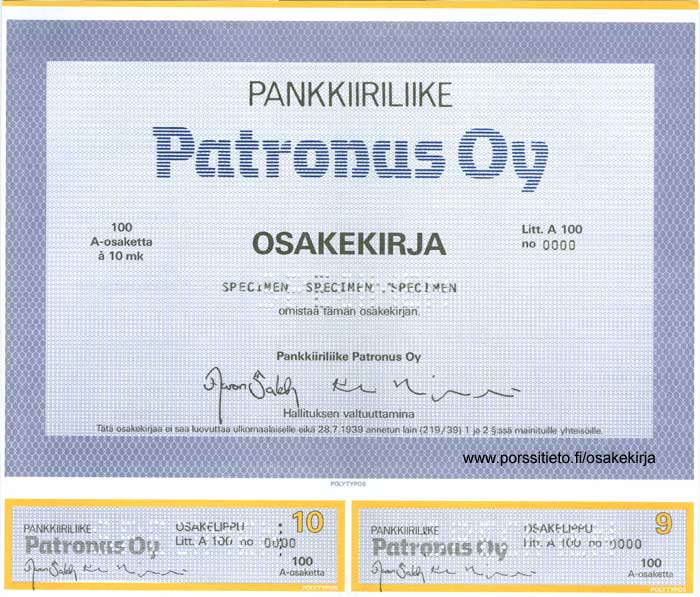 PANKKIIRILIIKE
Patronus Oy
100
A-osaketta
à 10 mk
OSAKEKIRJA
Litt. A 100
no 0000
SPECIMEN SPECIMEN SPECIMEN
omistaa tämän osakekirjan.
Pankkiiriliike Patronus Oy
Hallituksen valtuuttamina
Tätä osakekirjaa ei saa luovuttaa ulkomaalaiselle eikä 28.7.1939 annetun lain (219/39) 1 ja 2 §:ssä mainituille yhteisöille.
www.porssitieto.fi/osakekirja
POLYTYPOS
PANKKIIRILIIKE
Patronus Oy
OSAKELIPPU
Litt. A 100 no 0000
10
100
A-osaketta
POLYTYPOS
PANKKIIRILIIKE
Patronus Oy
OSAKELIPPU
Litt. A 100 no 0000
9
100
A-osaketta
POLYTYPOS